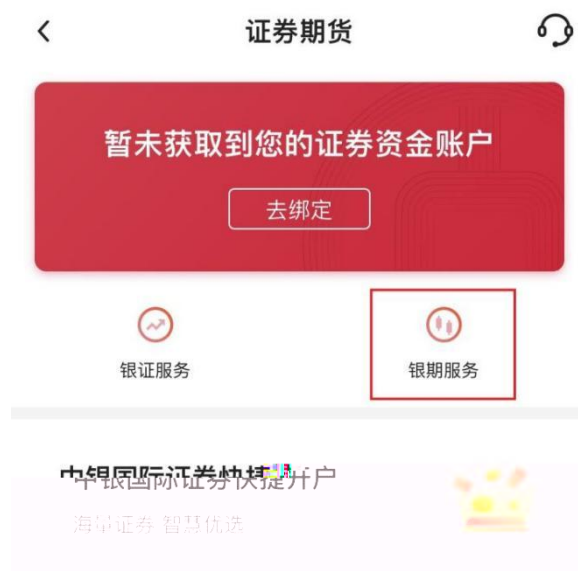 证券期货
暂未获取到您的证券资金账户
去绑定
银证服务
银期服务
中银国际证券快捷开户
海量证券 智慧优选